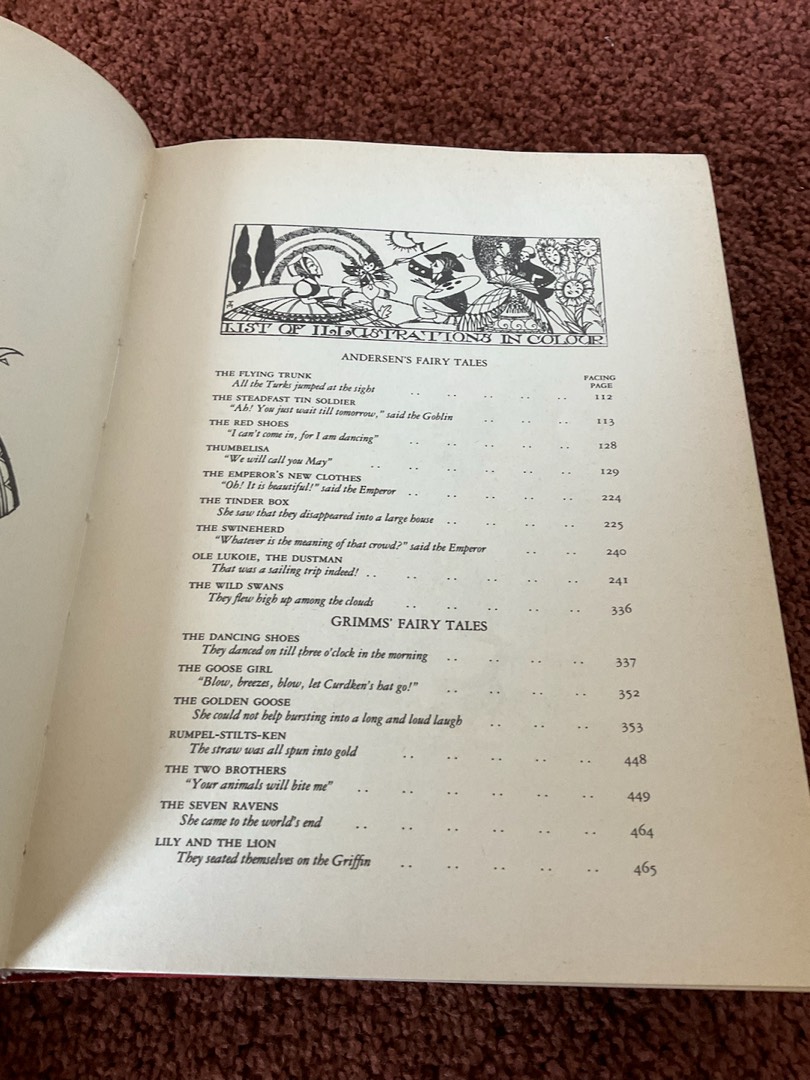 LIST OF ILLUSTRATIONS IN COLOUR
ANDERSEN'S FAIRY TALES
FACING
PAGE
THE FLYING TRUNK
All the Turks jumped at the sight .. .. .. .. .. 112
THE STEADFAST TIN SOLDIER
"Ah! You just wait till tomorrow," said the Goblin .. .. .. 113
THE RED SHOES
"I can't come in, for I am dancing" .. .. .. .. 128
THUMBELISA
"We will call you May" .. .. .. .. .. 129
THE EMPEROR'S NEW CLOTHES
"Oh! It is beautiful!" said the Emperor .. .. .. .. 224
THE TINDER BOX
She saw that they disappeared into a large house .. .. .. .. 225
THE SWINEHERD
"Whatever is the meaning of that crowd?" said the Emperor .. .. 240
OLE LUKOIE, THE DUSTMAN
That was a sailing trip indeed! .. .. .. .. .. 241
THE WILD SWANS
They flew high up among the clouds .. .. .. .. .. 336
GRIMMS' FAIRY TALES
THE DANCING SHOES
They danced on till three o'clock in the morning .. .. .. .. 337
THE GOOSE GIRL
"Blow, breezes, blow, let Curdken's hat go!" .. .. .. .. 352
THE GOLDEN GOOSE
She could not help bursting into a long and loud laugh .. .. .. 353
RUMPEL-STILTS-KEN
The straw was all spun into gold .. .. .. .. .. 448
THE TWO BROTHERS
"Your animals will bite me" .. .. .. .. .. .. 449
THE SEVEN RAVENS
She came to the world's end .. .. .. .. .. .. 464
LILY AND THE LION
They seated themselves on the Griffin .. .. .. .. .. 465